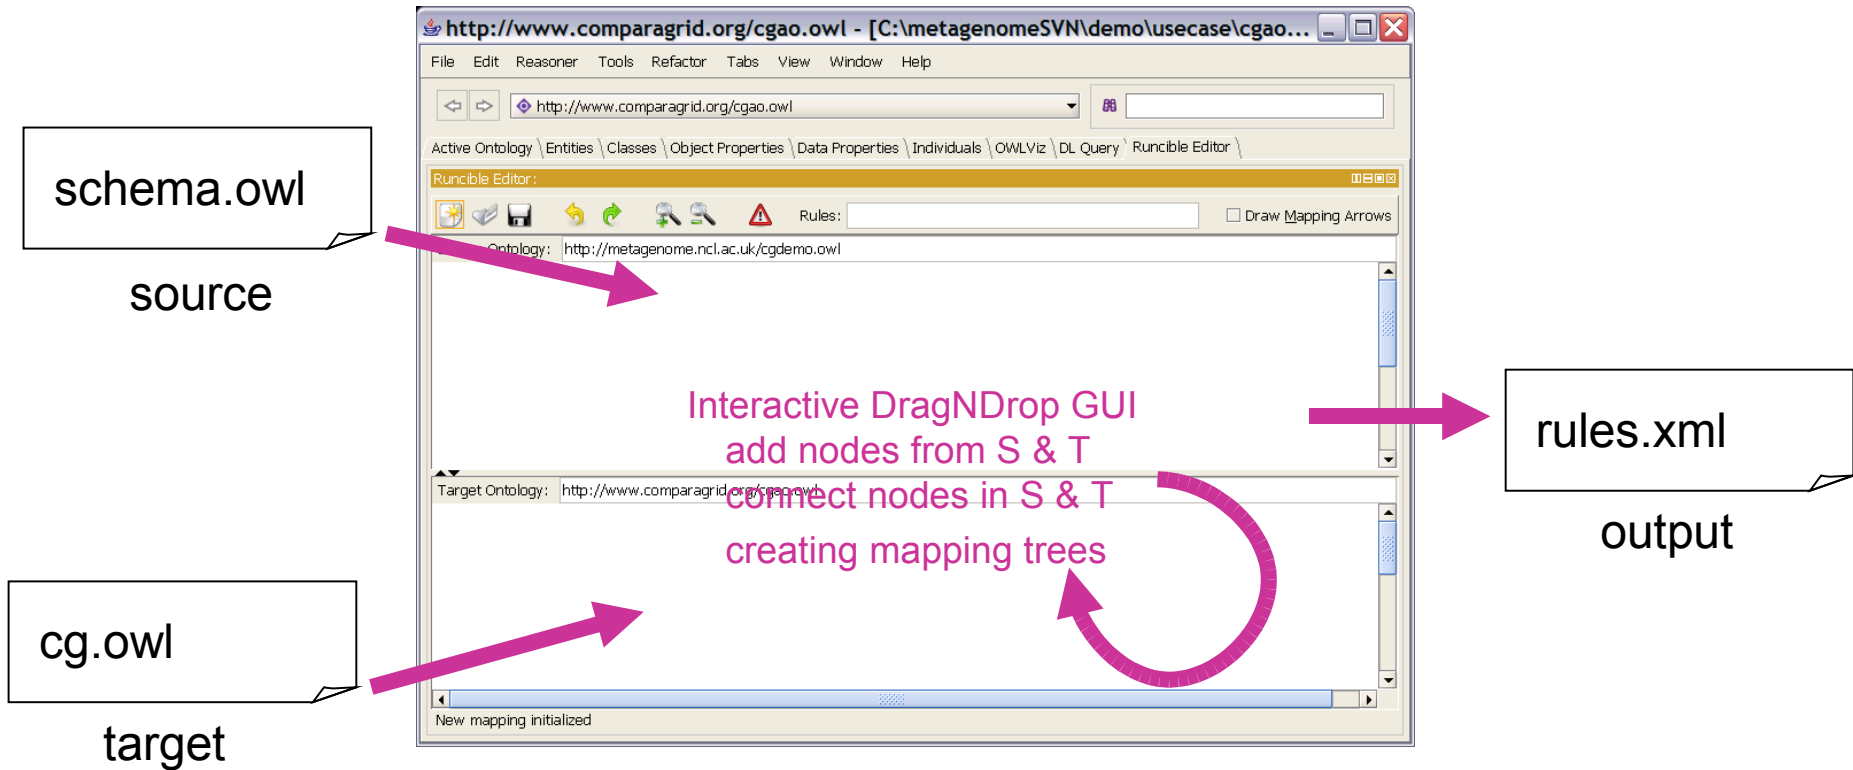 http://www.comparagrid.org/cgao.owl - [C:\metagenomeSVN\demo\usecase\cgao...
File Edit Reasoner Tools Refactor Tabs View Window Help
http://www.comparagrid.org/cgao.owl
Active Ontology Entities Classes Object Properties Data Properties Individuals OWLViz DL Query Runcible Editor
Runcible Editor:
Rules: Draw Mapping Arrows
Ontology: http://metagenome.ncl.ac.uk/cgdemo.owl
schema.owl
source
Interactive DragNDrop GUI
add nodes from S & T
Target Ontology: http://www.comparagrid.org/cgao.owl
connect nodes in S & T
creating mapping trees
rules.xml
output
cg.owl
target
New mapping initialized